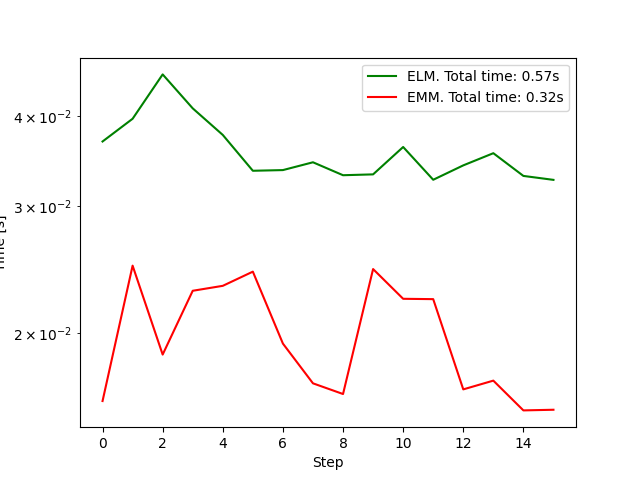 ELM. Total time: 0.57s
EMM. Total time: 0.32s
4 × 10⁻²
3 × 10⁻²
2 × 10⁻²
0 2 4 6 8 10 12 14
Step